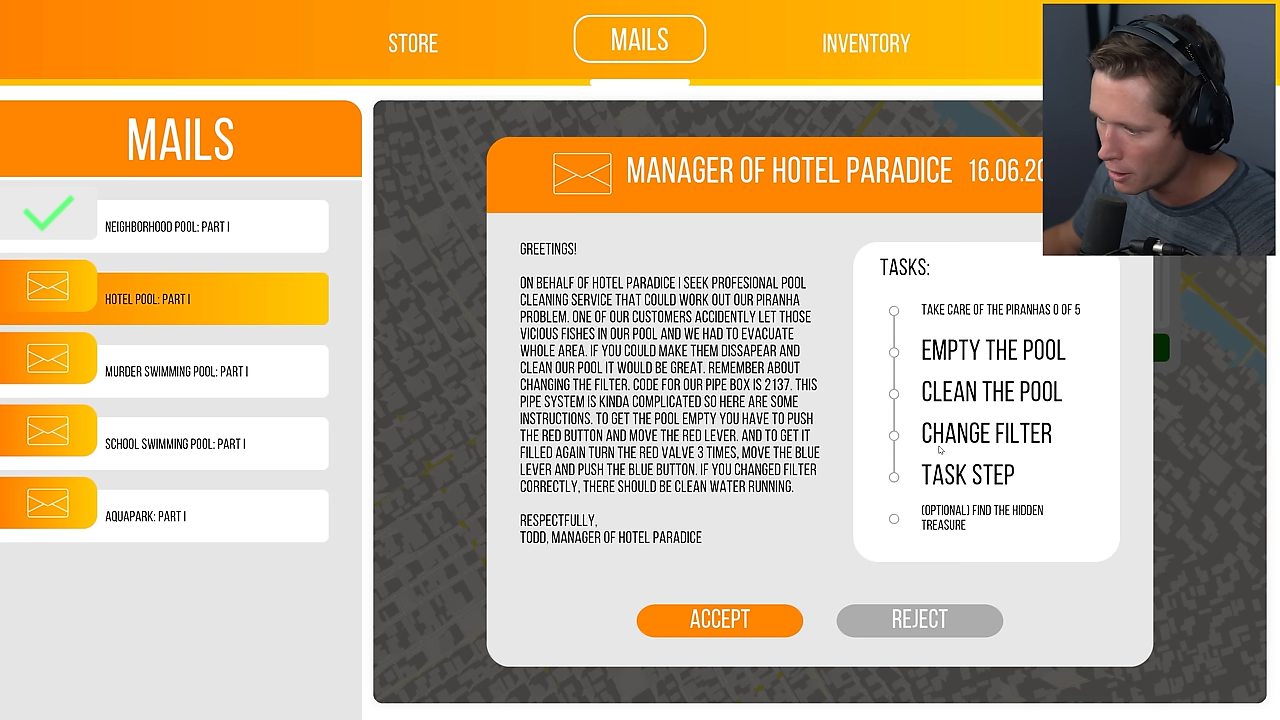 STORE
MAILS
INVENTORY
MAILS
NEIGHBORHOOD POOL: PART I
HOTEL POOL: PART I
MURDER SWIMMING POOL: PART I
SCHOOL SWIMMING POOL: PART I
AQUAPARK: PART I
MANAGER OF HOTEL PARADICE 16.06.20
GREETINGS!
ON BEHALF OF HOTEL PARADICE I SEEK PROFESIONAL POOL
CLEANING SERVICE THAT COULD WORK OUT OUR PIRANHA
PROBLEM. ONE OF OUR CUSTOMERS ACCIDENTLY LET THOSE
VICIOUS FISHES IN OUR POOL AND WE HAD TO EVACUATE
WHOLE AREA. IF YOU COULD MAKE THEM DISSAPEAR AND
CLEAN OUR POOL IT WOULD BE GREAT. REMEMBER ABOUT
CHANGING THE FILTER. CODE FOR OUR PIPE BOX IS 2137. THIS
PIPE SYSTEM IS KINDA COMPLICATED SO HERE ARE SOME
INSTRUCTIONS. TO GET THE POOL EMPTY YOU HAVE TO PUSH
THE RED BUTTON AND MOVE THE RED LEVER. AND TO GET IT
FILLED AGAIN TURN THE RED VALVE 3 TIMES, MOVE THE BLUE
LEVER AND PUSH THE BLUE BUTTON. IF YOU CHANGED FILTER
CORRECTLY, THERE SHOULD BE CLEAN WATER RUNNING.
RESPECTFULLY,
TODD, MANAGER OF HOTEL PARADICE
TASKS:
TAKE CARE OF THE PIRANHAS 0 OF 5
EMPTY THE POOL
CLEAN THE POOL
CHANGE FILTER
TASK STEP
(OPTIONAL) FIND THE HIDDEN
TREASURE
ACCEPT
REJECT